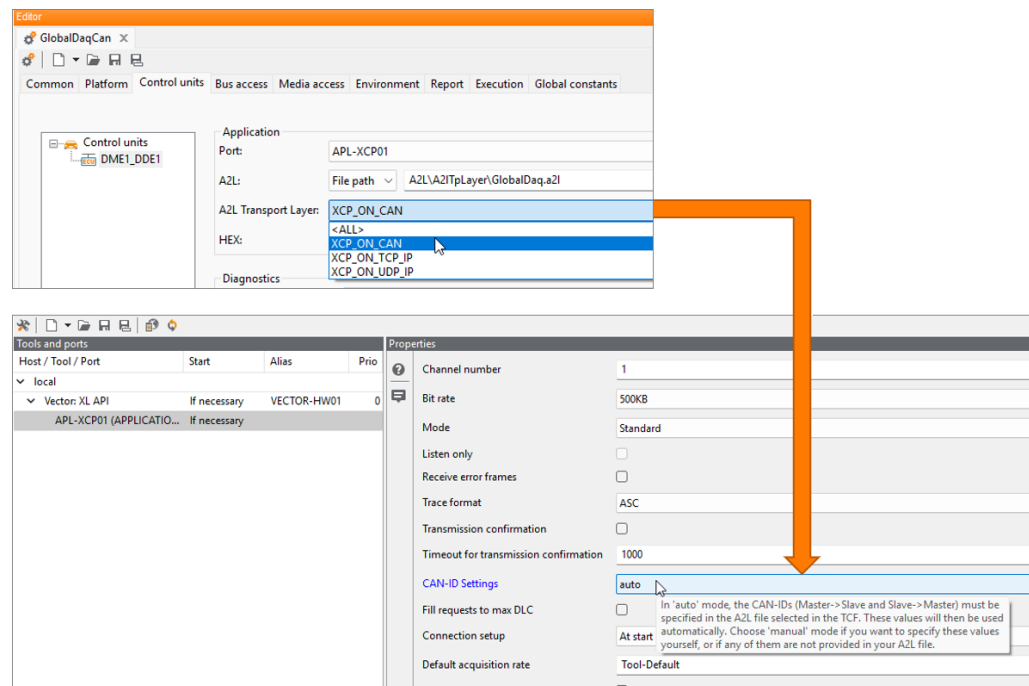 Editor
GlobalDaqCan
Common Platform Control units Bus access Media access Environment Report Execution Global constants
Control units
DME1_DDE1
Application
Port: APL-XCP01
A2L: File path A2L\A2lTpLayer\GlobalDaq.a2l
A2L Transport Layer: XCP_ON_CAN
<ALL>
HEX: XCP_ON_CAN
XCP_ON_TCP_IP
XCP_ON_UDP_IP
Diagnostics
Tools and ports Properties
Host / Tool / Port Start Alias Prio
local
Vector: XL API If necessary VECTOR-HW01 0
APL-XCP01 (APPLICATIO... If necessary
Channel number 1
Bit rate 500KB
Mode Standard
Listen only
Receive error frames
Trace format ASC
Transmission confirmation
Timeout for transmission confirmation 1000
CAN-ID Settings auto
Fill requests to max DLC
In 'auto' mode, the CAN-IDs (Master->Slave and Slave->Master) must be
specified in the A2L file selected in the TCF. These values will then be used
automatically. Choose 'manual' mode if you want to specify these values
yourself, or if any of them are not provided in your A2L file.
Connection setup At start
Default acquisition rate Tool-Default